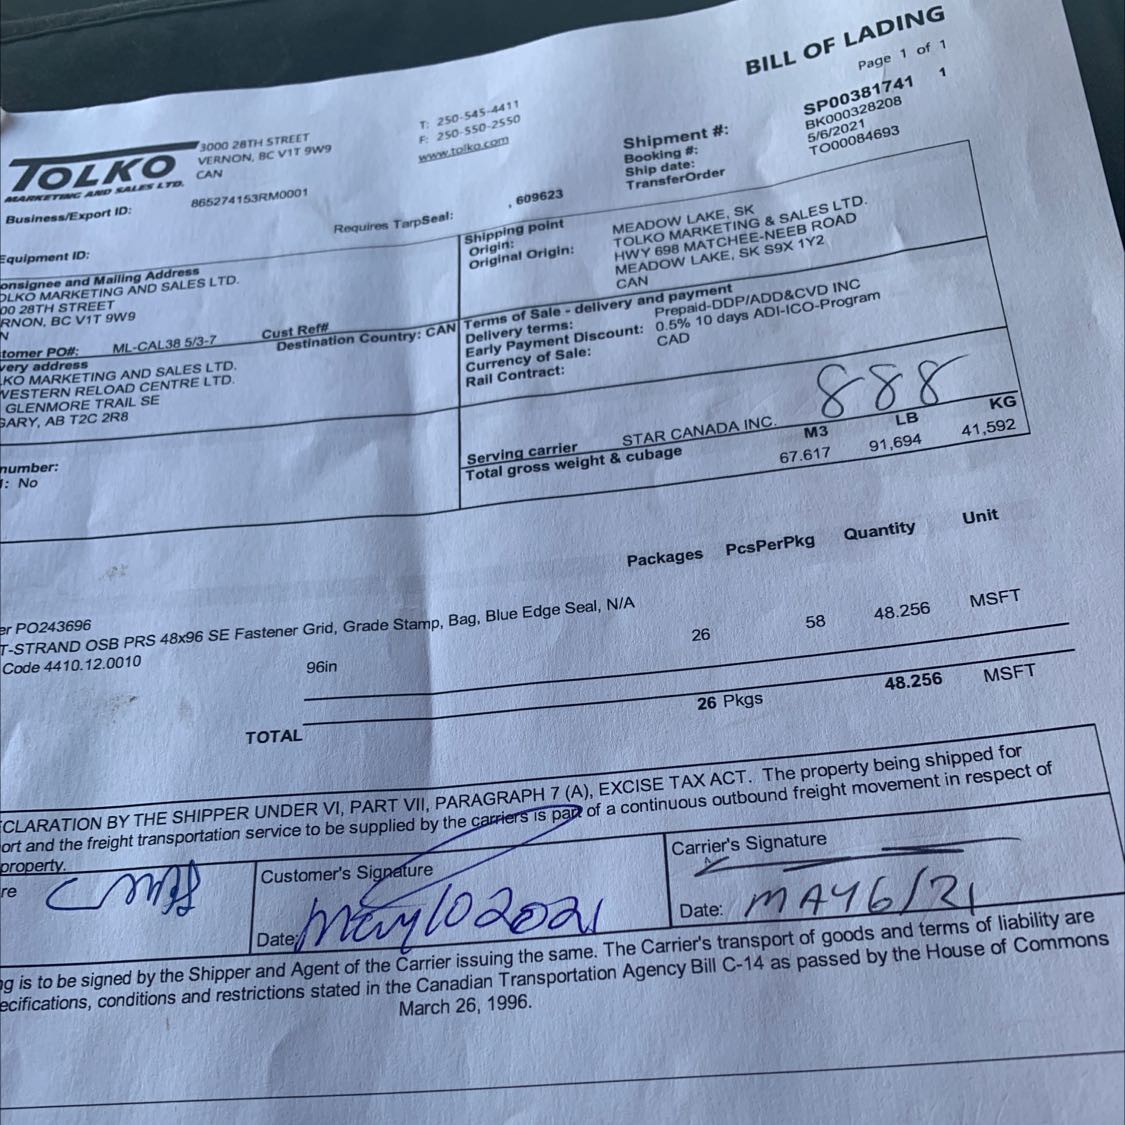 BILL OF LADING
Page 1 of 1
TOLKO
MARKETING AND SALES LTD.
3000 28TH STREET
VERNON, BC V1T 9W9
CAN
T: 250-545-4411
F: 250-550-2550
www.tolko.com
Shipment #: SP00381741 1
Booking #: BK000328208
Ship date: 5/6/2021
TransferOrder TO00084693
Business/Export ID: 865274153RM0001
Requires TarpSeal: , 609623
Equipment ID:
onsignee and Mailing Address
OLKO MARKETING AND SALES LTD.
00 28TH STREET
RNON, BC V1T 9W9
N
Cust Ref#
tomer PO#: ML-CAL38 5/3-7 Destination Country: CAN
very address
KO MARKETING AND SALES LTD.
VESTERN RELOAD CENTRE LTD.
GLENMORE TRAIL SE
GARY, AB T2C 2R8
number:
: No
Shipping point
Origin: MEADOW LAKE, SK
Original Origin: TOLKO MARKETING & SALES LTD.
HWY 698 MATCHEE-NEEB ROAD
MEADOW LAKE, SK S9X 1Y2
CAN
Terms of Sale - delivery and payment
Delivery terms: Prepaid-DDP/ADD&CVD INC
Early Payment Discount: 0.5% 10 days ADI-ICO-Program
Currency of Sale: CAD
Rail Contract:
888
Serving carrier STAR CANADA INC.
M3 LB KG
Total gross weight & cubage 67.617 91,694 41,592
Packages PcsPerPkg Quantity Unit
er PO243696
T-STRAND OSB PRS 48x96 SE Fastener Grid, Grade Stamp, Bag, Blue Edge Seal, N/A
Code 4410.12.0010
96in 26 58 48.256 MSFT
TOTAL 26 Pkgs 48.256 MSFT
CLARATION BY THE SHIPPER UNDER VI, PART VII, PARAGRAPH 7 (A), EXCISE TAX ACT. The property being shipped for
ort and the freight transportation service to be supplied by the carriers is part of a continuous outbound freight movement in respect of
property.
re
Customer's Signature
Date: May 10 2021
Carrier's Signature
Date: MAY 6/21
ng is to be signed by the Shipper and Agent of the Carrier issuing the same. The Carrier's transport of goods and terms of liability are
ecifications, conditions and restrictions stated in the Canadian Transportation Agency Bill C-14 as passed by the House of Commons
March 26, 1996.